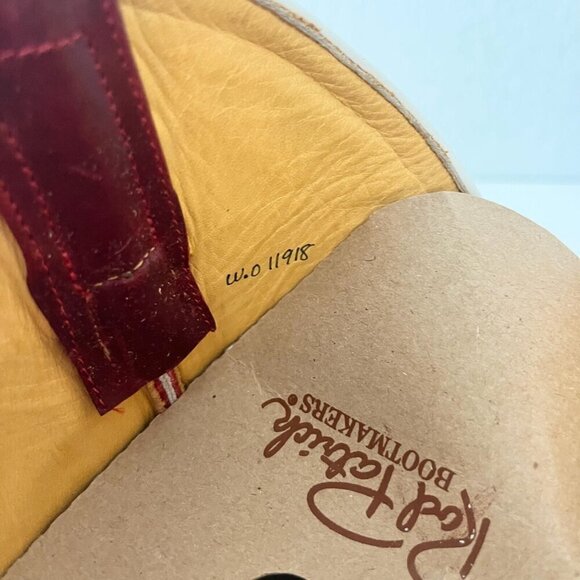 w.o 11918
Rod Patrick
BOOTMAKERS®